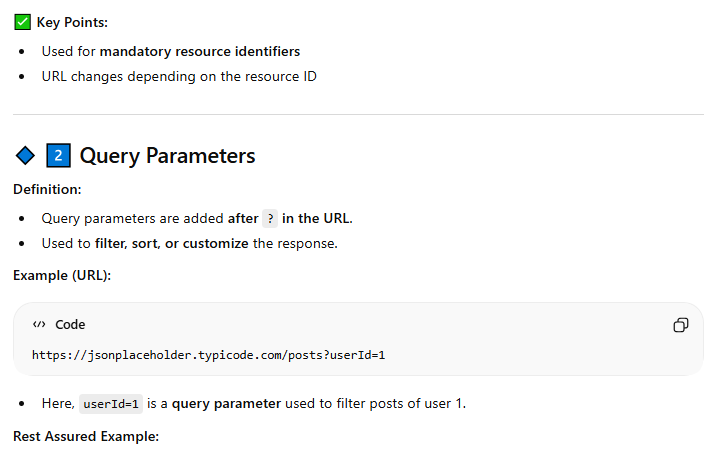 ✅ Key Points:
• Used for mandatory resource identifiers
• URL changes depending on the resource ID
🔷 2️⃣ Query Parameters
Definition:
• Query parameters are added after ? in the URL.
• Used to filter, sort, or customize the response.
Example (URL):
</> Code
https://jsonplaceholder.typicode.com/posts?userId=1
• Here, userId=1 is a query parameter used to filter posts of user 1.
Rest Assured Example: